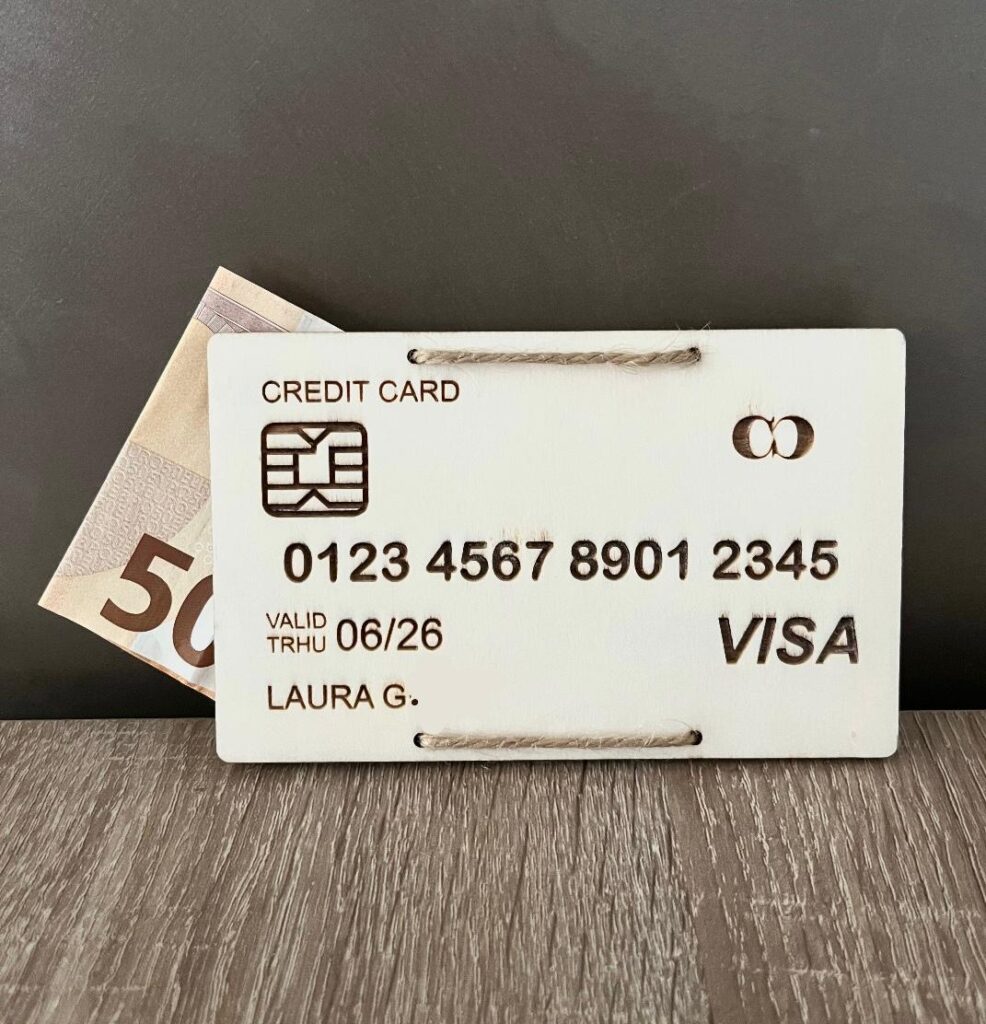 CREDIT CARD
0123 4567 8901 2345
VALID
TRHU 06/26
VISA
LAURA G.
50